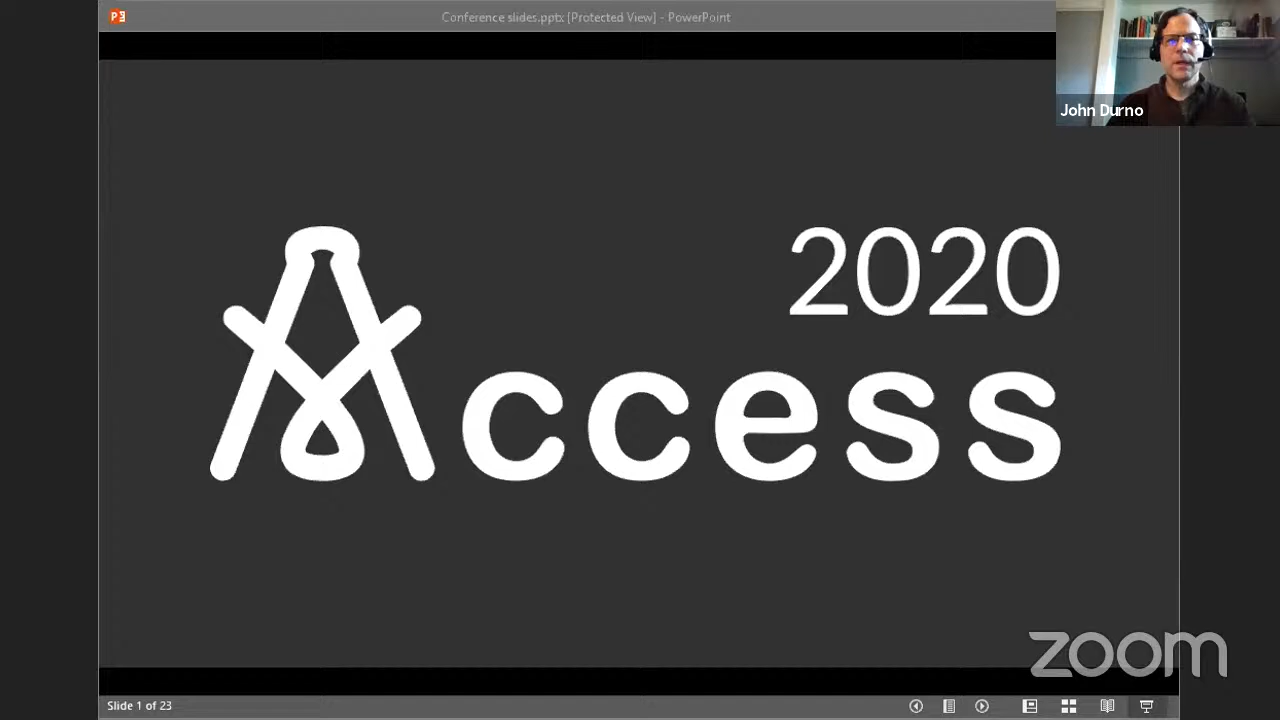 Conference slides.pptx [Protected View] - PowerPoint
John Durno
2020
Access
zoom
Slide 1 of 23